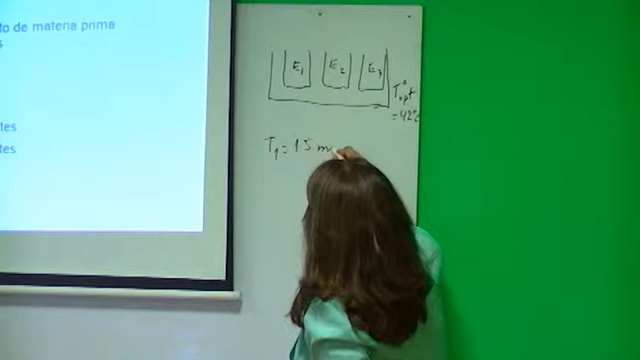 to de materia prima
tes
tes
E1 E2 E3
T°opt
=42°C
T1=15 m